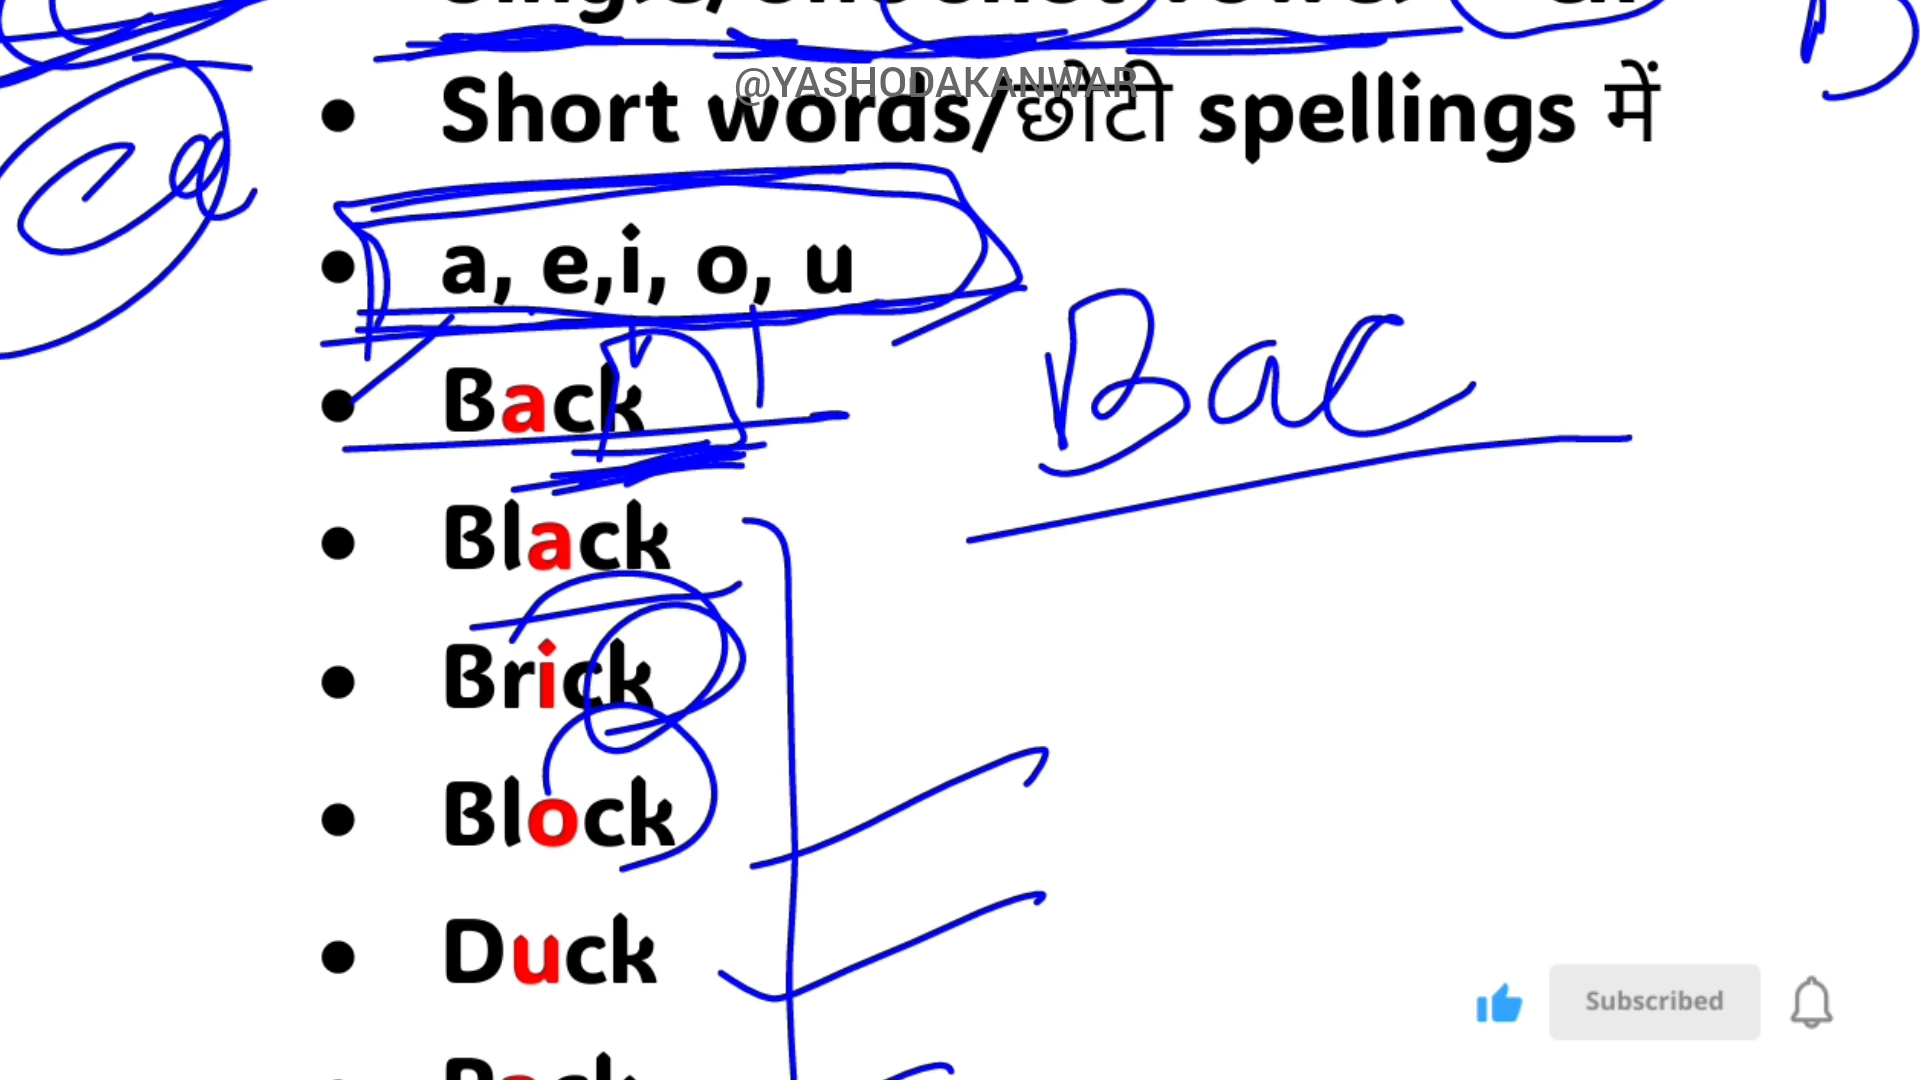 @YASHODAKANWAR
Short words/छोटी spellings में
a, e,i, o, u
Back
Bac
Black
Brick
Block
Duck
Subscribed